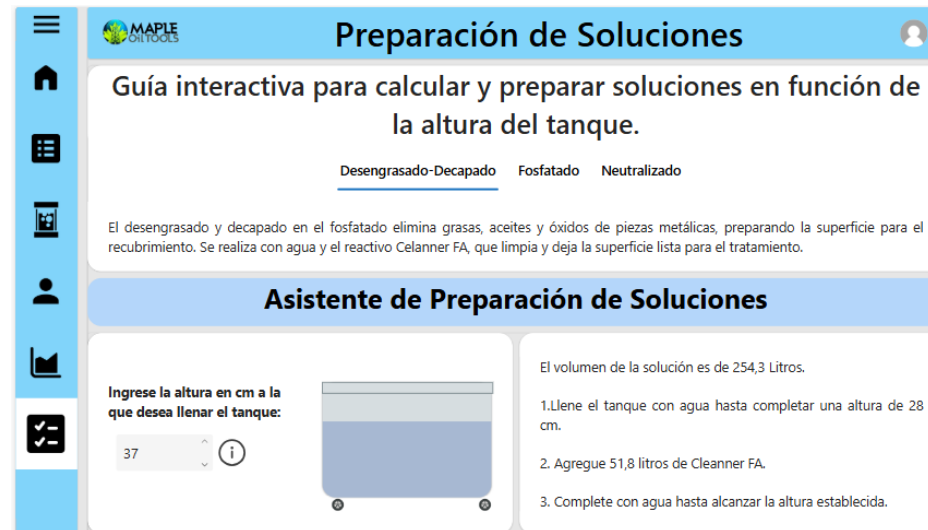 MAPLE
OILTOOLS
Preparación de Soluciones
Guía interactiva para calcular y preparar soluciones en función de
la altura del tanque.
Desengrasado-Decapado Fosfatado Neutralizado
El desengrasado y decapado en el fosfatado elimina grasas, aceites y óxidos de piezas metálicas, preparando la superficie para el
recubrimiento. Se realiza con agua y el reactivo Celanner FA, que limpia y deja la superficie lista para el tratamiento.
Asistente de Preparación de Soluciones
Ingrese la altura en cm a la
que desea llenar el tanque:
37
El volumen de la solución es de 254,3 Litros.
1.Llene el tanque con agua hasta completar una altura de 28
cm.
2. Agregue 51,8 litros de Cleanner FA.
3. Complete con agua hasta alcanzar la altura establecida.